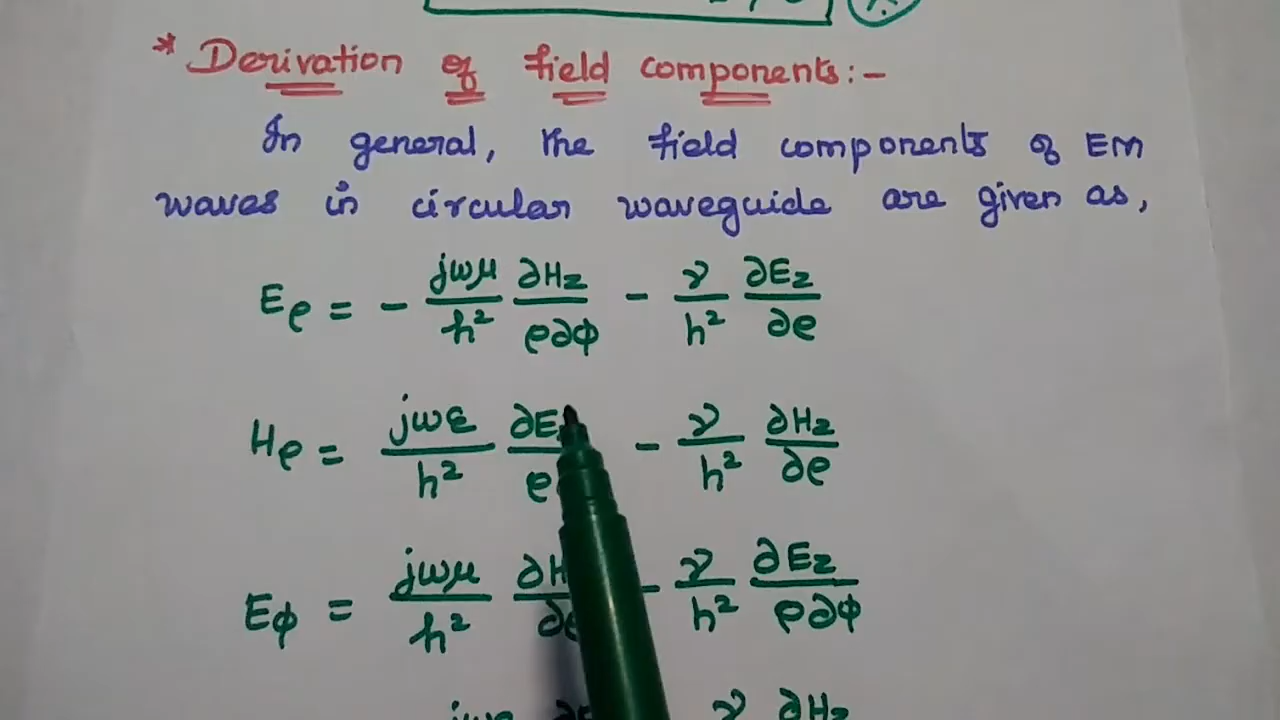 * Derivation of field components:-
In general, the field components of EM
waves in circular waveguide are given as,
Eρ = - jωμ/h² ∂Hz/ρ∂ϕ - γ/h² ∂Ez/∂ρ
Hρ = jωε/h² ∂E - γ/h² ∂Hz/∂ρ
Eϕ = jωμ/h² ∂H - γ/h² ∂Ez/ρ∂ϕ
γ ∂Hz